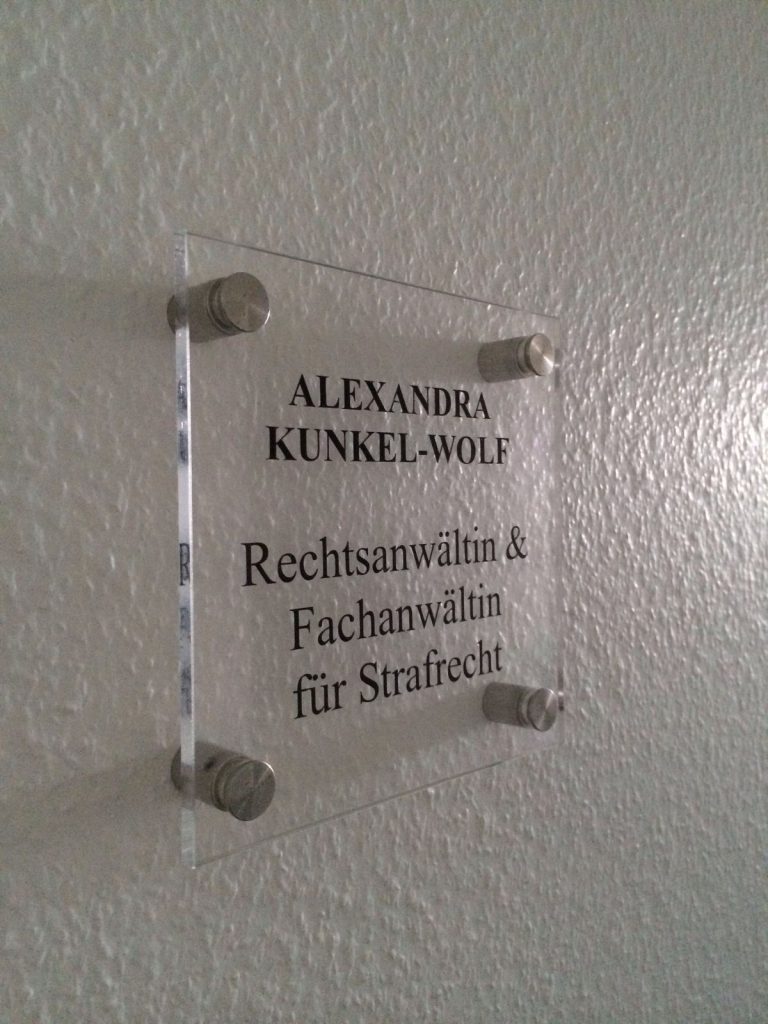 ALEXANDRA
KUNKEL-WOLF
Rechtsanwältin &
Fachanwältin
für Strafrecht